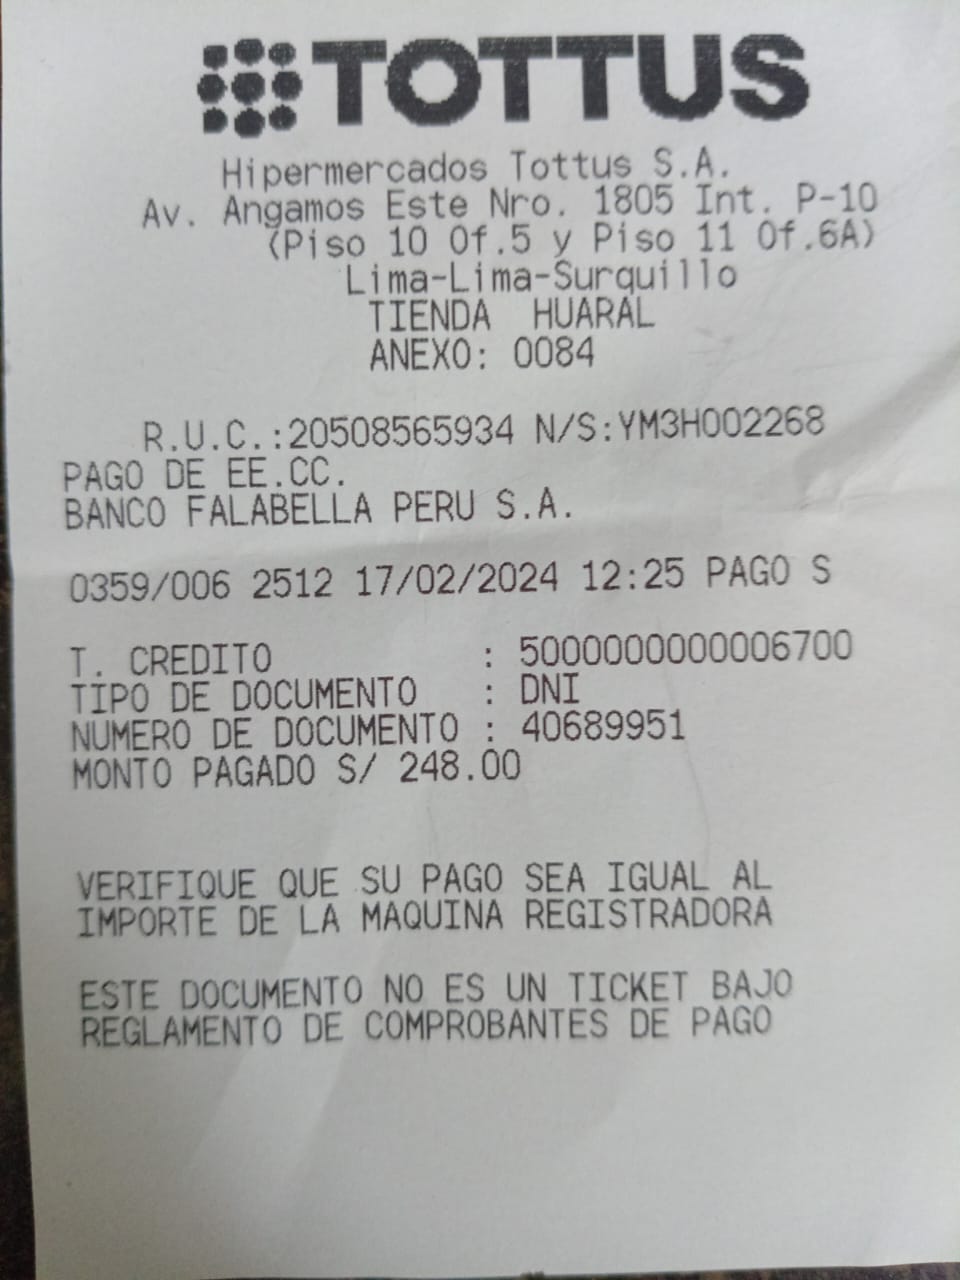 TOTTUS
Hipermercados Tottus S.A.
Av. Angamos Este Nro. 1805 Int. P-10
(Piso 10 Of.5 y Piso 11 Of.6A)
Lima-Lima-Surquillo
TIENDA HUARAL
ANEXO: 0084
R.U.C.:20508565934 N/S:YM3H002268
PAGO DE EE.CC.
BANCO FALABELLA PERU S.A.
0359/006 2512 17/02/2024 12:25 PAGO S
T. CREDITO : 5000000000006700
TIPO DE DOCUMENTO : DNI
NUMERO DE DOCUMENTO : 40689951
MONTO PAGADO S/ 248.00
VERIFIQUE QUE SU PAGO SEA IGUAL AL
IMPORTE DE LA MAQUINA REGISTRADORA
ESTE DOCUMENTO NO ES UN TICKET BAJO
REGLAMENTO DE COMPROBANTES DE PAGO